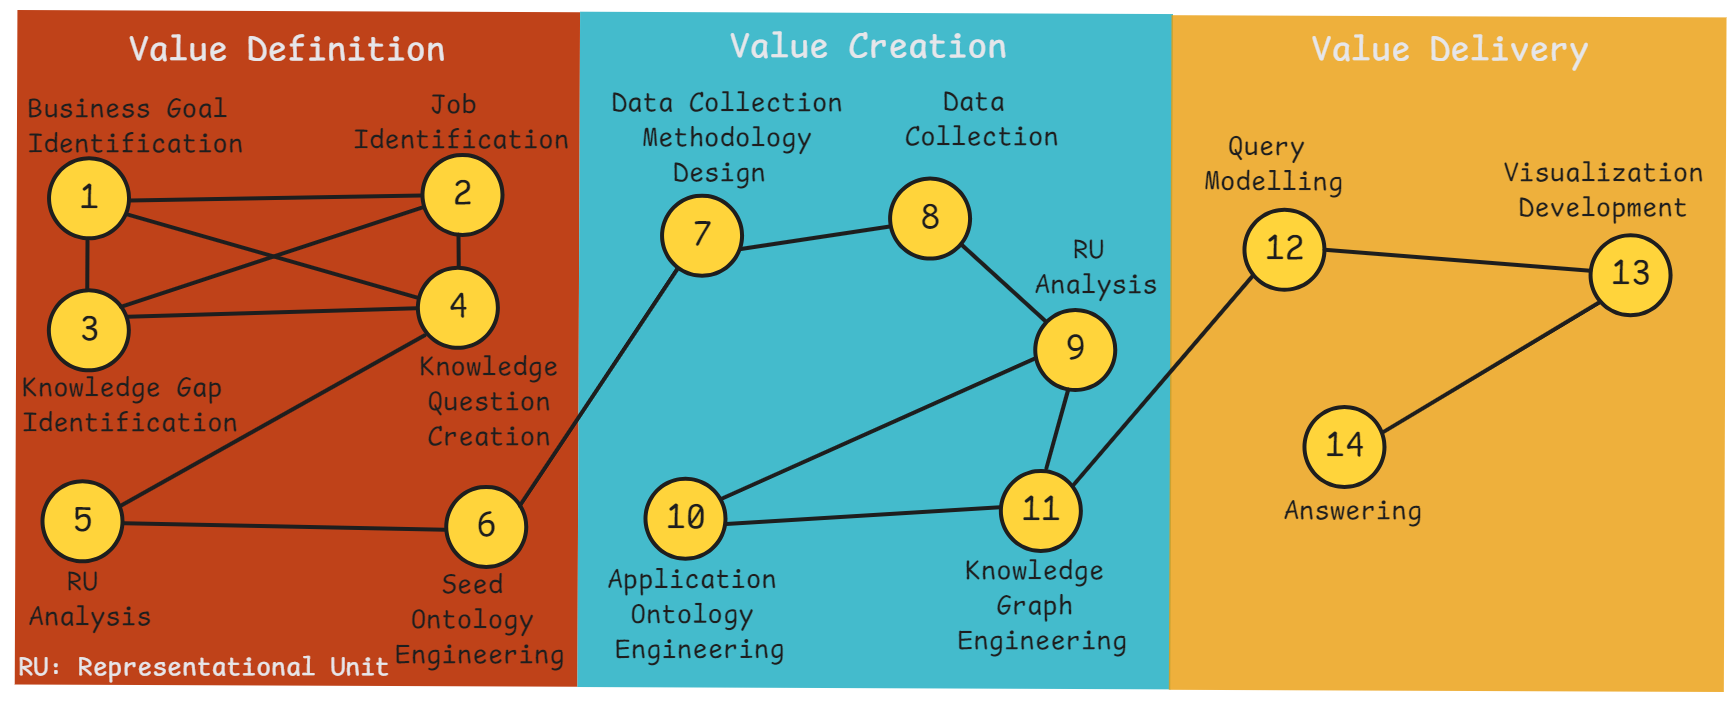 Value Definition
Business Goal
Identification
Job
Identification
1
2
3
4
Knowledge Gap
Identification
Knowledge
Question
Creation
5
6
RU
Analysis
Seed
Ontology
Engineering
RU: Representational Unit
Value Creation
Data Collection
Methodology
Design
Data
Collection
7
8
RU
Analysis
9
10
11
Application
Ontology
Engineering
Knowledge
Graph
Engineering
Value Delivery
Query
Modelling
Visualization
Development
12
13
14
Answering